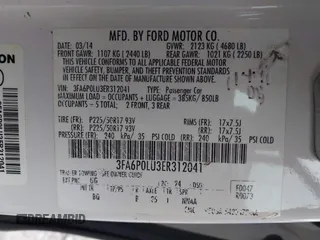 MFD. BY FORD MOTOR CO.
DATE: 03/14 GVWR: 2123 KG (4680 LB)
FRONT GAWR: 1107 KG (2440 LB) REAR GAWR: 1021 KG (2250 LB)
THIS VEHICLE CONFORMS TO ALL APPLICABLE FEDERAL MOTOR
VEHICLE SAFETY, BUMPER, AND THEFT PREVENTION STANDARDS
IN EFFECT ON THE DATE OF MANUFACTURE SHOWN ABOVE.
VIN: 3FA6P0LU3ER312041 TYPE: Passenger Car
MAXIMUM LOAD = OCCUPANTS + LUGGAGE = 385KG/850LB
OCCUPANTS: 5 TOTAL: 2 FRONT, 3 REAR
TIRE (FR): P225/50R17 93V RIMS (FR): 17x7.5J
TIRE (RR): P225/50R17 93V (RR): 17x7.5J
PRESSURE (FR): 240 kPa/ 35 PSI COLD (RR): 240 kPa/ 35 PSI COLD
3FA6P0LU3ER312041
F0047
R9073